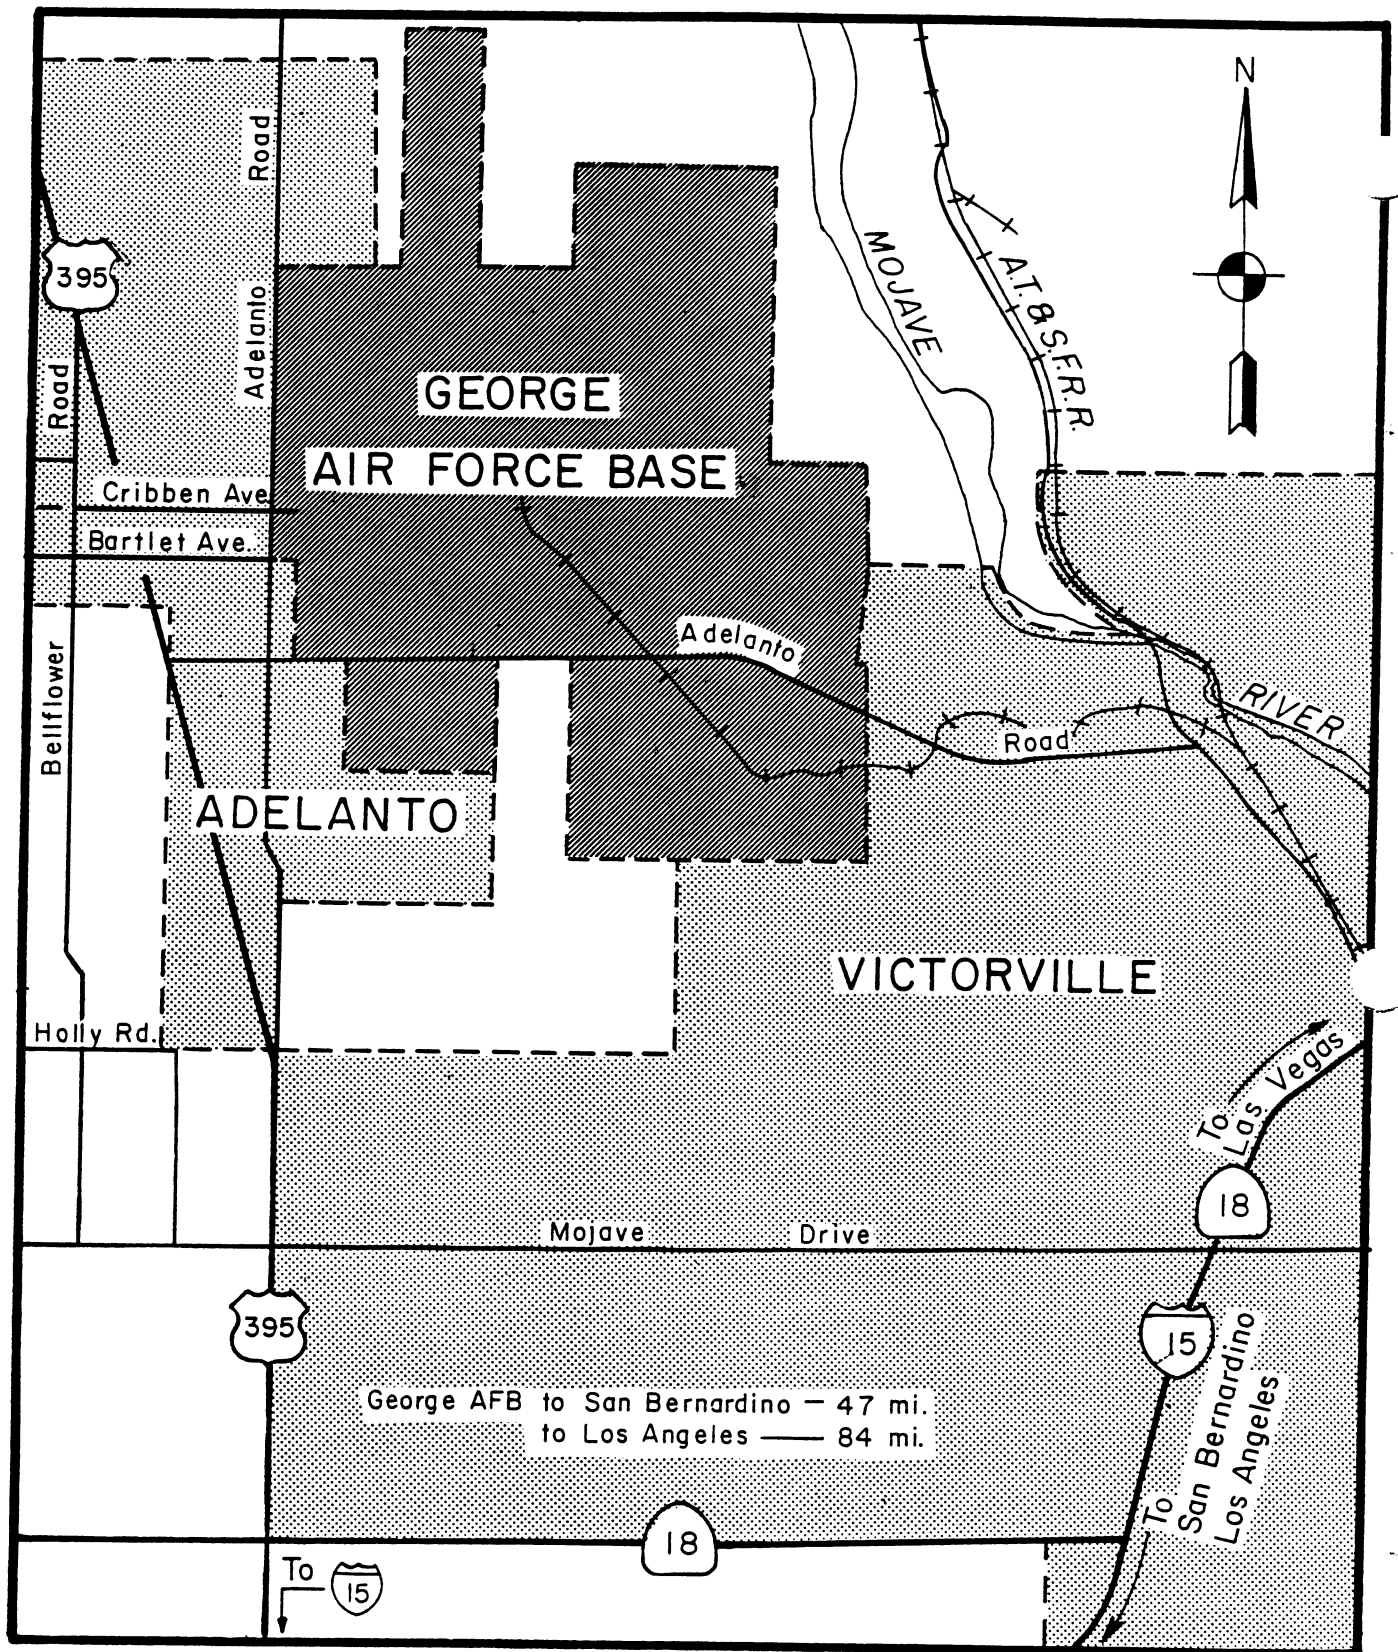 N
Road
Adelanto
395
Road
MOJAVE
A.T. & S.F. R. R.
GEORGE
AIR FORCE BASE
Cribben Ave
Bartlet Ave.
Adelanto
Road
RIVER
Bellflower
ADELANTO
VICTORVILLE
Holly Rd.
To
Las. Vegas
18
Mojave Drive
395
15
To
San Bernardino
Los Angeles
George AFB to San Bernardino — 47 mi.
to Los Angeles — 84 mi.
18
To
15